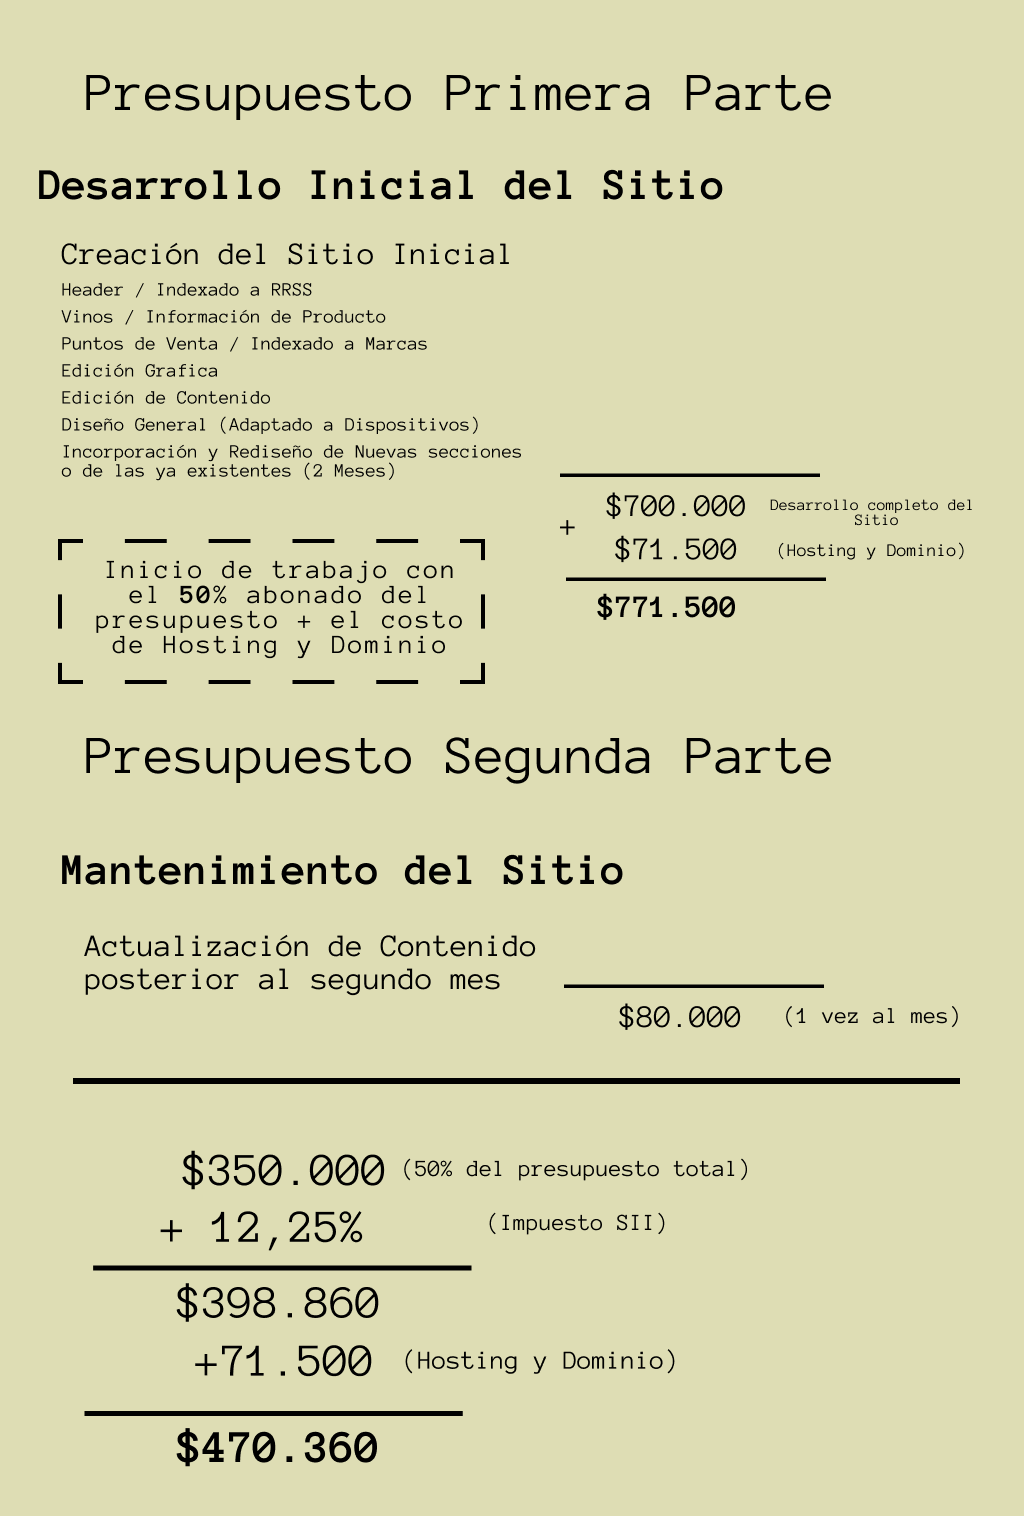 Presupuesto Primera Parte
Desarrollo Inicial del Sitio
Creación del Sitio Inicial
Header / Indexado a RRSS
Vinos / Información de Producto
Puntos de Venta / Indexado a Marcas
Edición Grafica
Edición de Contenido
Diseño General (Adaptado a Dispositivos)
Incorporación y Rediseño de Nuevas secciones
o de las ya existentes (2 Meses)
$700.000 Desarrollo completo del
Sitio
+
$71.500 (Hosting y Dominio)
$771.500
Inicio de trabajo con
el 50% abonado del
presupuesto + el costo
de Hosting y Dominio
Presupuesto Segunda Parte
Mantenimiento del Sitio
Actualización de Contenido
posterior al segundo mes
$80.000 (1 vez al mes)
$350.000 (50% del presupuesto total)
+ 12,25% (Impuesto SII)
$398.860
+71.500 (Hosting y Dominio)
$470.360